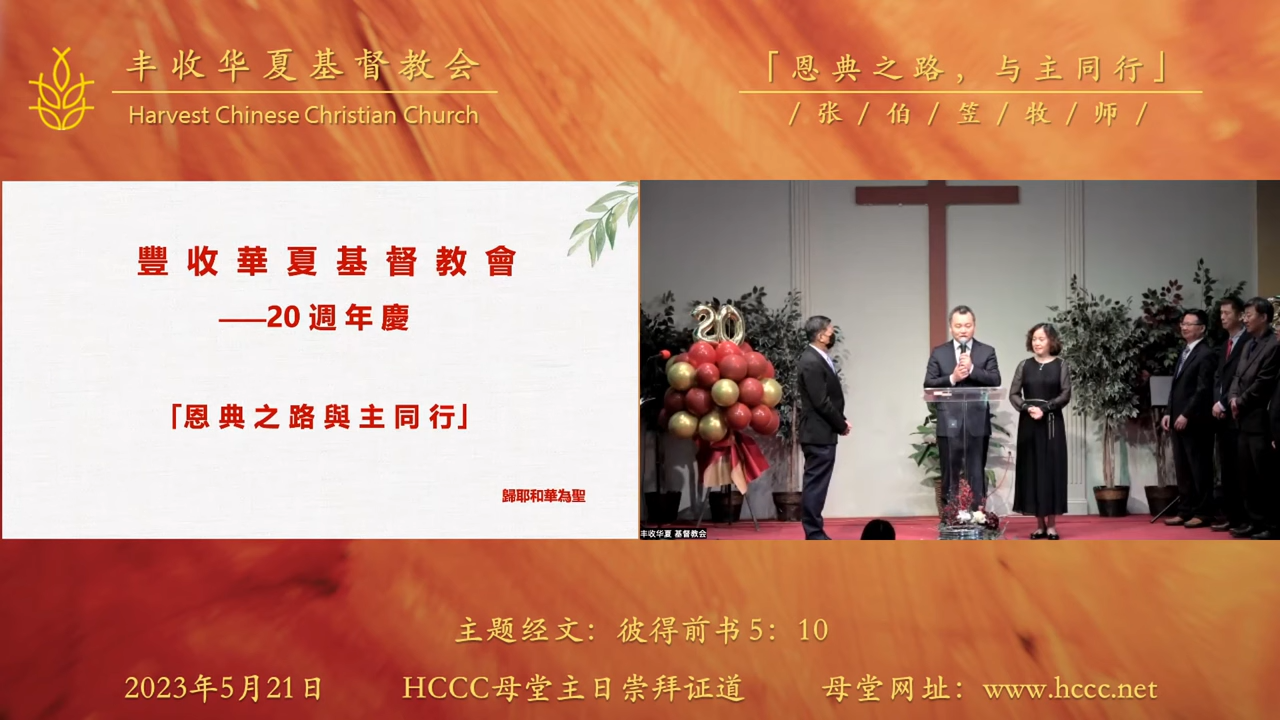 丰收华夏基督教会
Harvest Chinese Christian Church
「恩典之路，与主同行」
/ 张 / 伯 / 笠 / 牧 / 师 /
豐收華夏基督教會
——20週年慶
「恩典之路與主同行」
歸耶和華為聖
20
丰收华夏 基督教会
主题经文：彼得前书5：10
2023年5月21日 HCCC母堂主日崇拜证道 母堂网址：www.hccc.net